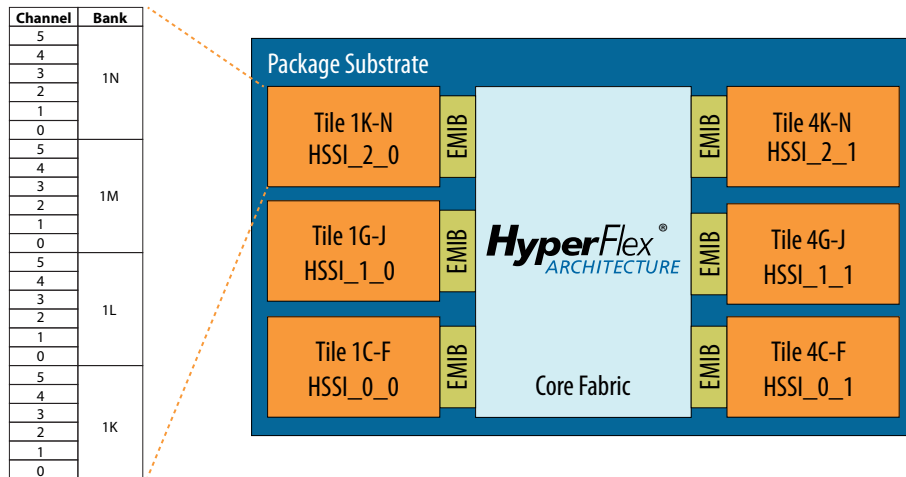 Channel Bank
5
4
3
2
1
0
1N
5
4
3
2
1
0
1M
5
4
3
2
1
0
1L
5
4
3
2
1
0
1K
Package Substrate
Tile 1K-N
HSSI_2_0
EMIB
Tile 1G-J
HSSI_1_0
EMIB
Tile 1C-F
HSSI_0_0
EMIB
HyperFlex®
ARCHITECTURE
Core Fabric
EMIB
Tile 4K-N
HSSI_2_1
EMIB
Tile 4G-J
HSSI_1_1
EMIB
Tile 4C-F
HSSI_0_1